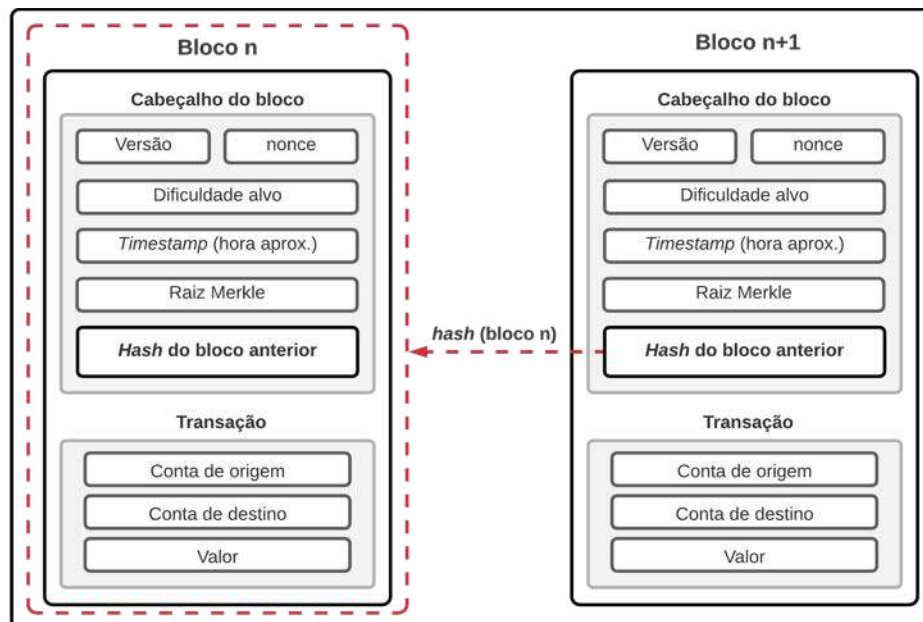 Bloco n
Cabeçalho do bloco
Versão
nonce
Dificuldade alvo
Timestamp (hora aprox.)
Raiz Merkle
Hash do bloco anterior
Transação
Conta de origem
Conta de destino
Valor
hash (bloco n)
Bloco n+1
Cabeçalho do bloco
Versão
nonce
Dificuldade alvo
Timestamp (hora aprox.)
Raiz Merkle
Hash do bloco anterior
Transação
Conta de origem
Conta de destino
Valor